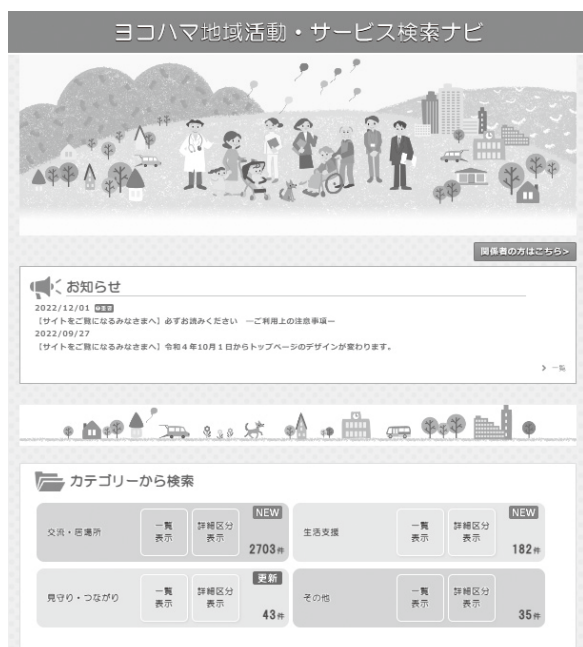 ヨコハマ地域活動・サービス検索ナビ
関係者の方はこちら>
お知らせ
2022/12/01
【サイトをご覧になるみなさまへ】必ずお読みください ーご利用上の注意事項ー
2022/09/27
【サイトをご覧になるみなさまへ】令和4年10月1日からトップページのデザインが変わります。
> 一覧
カテゴリーから検索
交流・居場所
一覧
表示
詳細区分
表示
NEW
2703件
生活支援
一覧
表示
詳細区分
表示
NEW
182件
見守り・つながり
一覧
表示
詳細区分
表示
更新
43件
その他
一覧
表示
詳細区分
表示
35件